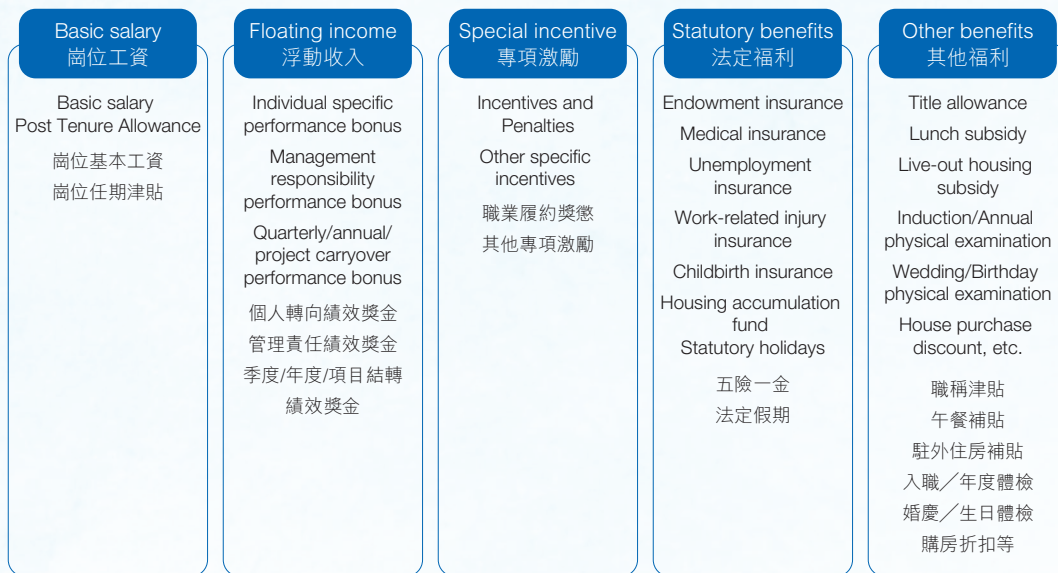 Basic salary
崗位工資
Basic salary
Post Tenure Allowance
崗位基本工資
崗位任期津貼
Floating income
浮動收入
Individual specific
performance bonus
Management
responsibility
performance bonus
Quarterly/annual/
project carryover
performance bonus
個人轉向績效獎金
管理責任績效獎金
季度/年度/項目結轉
績效獎金
Special incentive
專項激勵
Incentives and
Penalties
Other specific
incentives
職業履約獎懲
其他專項激勵
Statutory benefits
法定福利
Endowment insurance
Medical insurance
Unemployment
insurance
Work-related injury
insurance
Childbirth insurance
Housing accumulation
fund
Statutory holidays
五險一金
法定假期
Other benefits
其他福利
Title allowance
Lunch subsidy
Live-out housing
subsidy
Induction/Annual
physical examination
Wedding/Birthday
physical examination
House purchase
discount, etc.
職稱津貼
午餐補貼
駐外住房補貼
入職／年度體檢
婚慶／生日體檢
購房折扣等